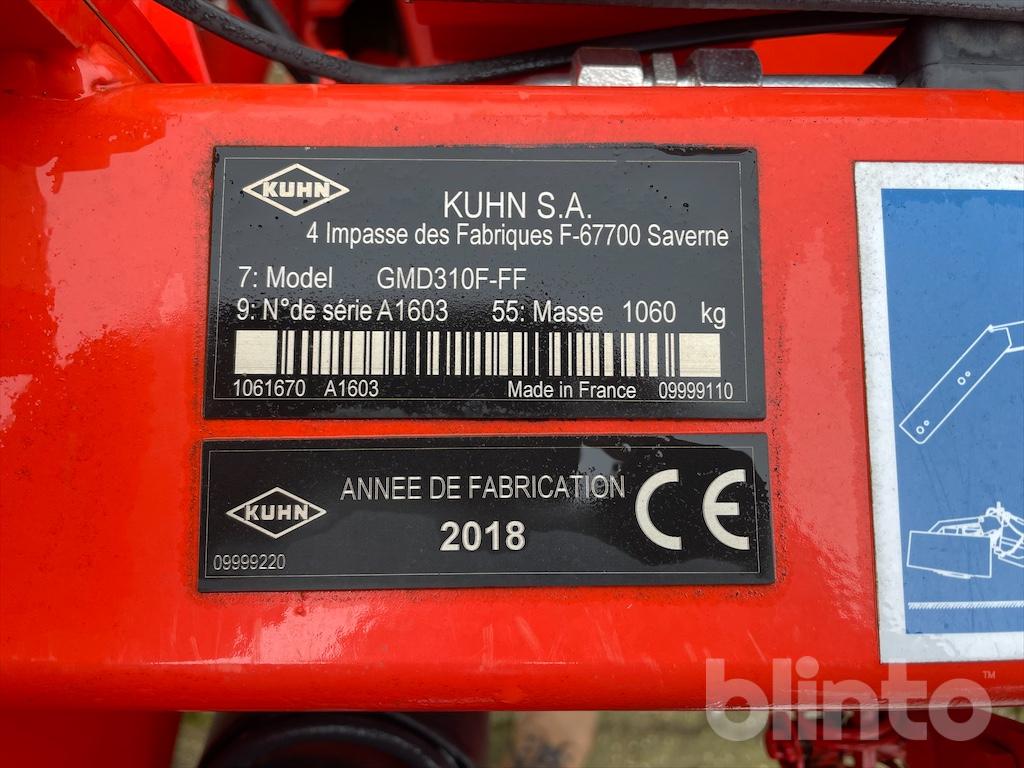 KUHN
KUHN S.A.
4 Impasse des Fabriques F-67700 Saverne
7: Model GMD310F-FF
9: N°de série A1603 55: Masse 1060 kg
1061670 A1603 Made in France 09999110
KUHN
ANNEE DE FABRICATION
2018
CE
09999220
blinto™